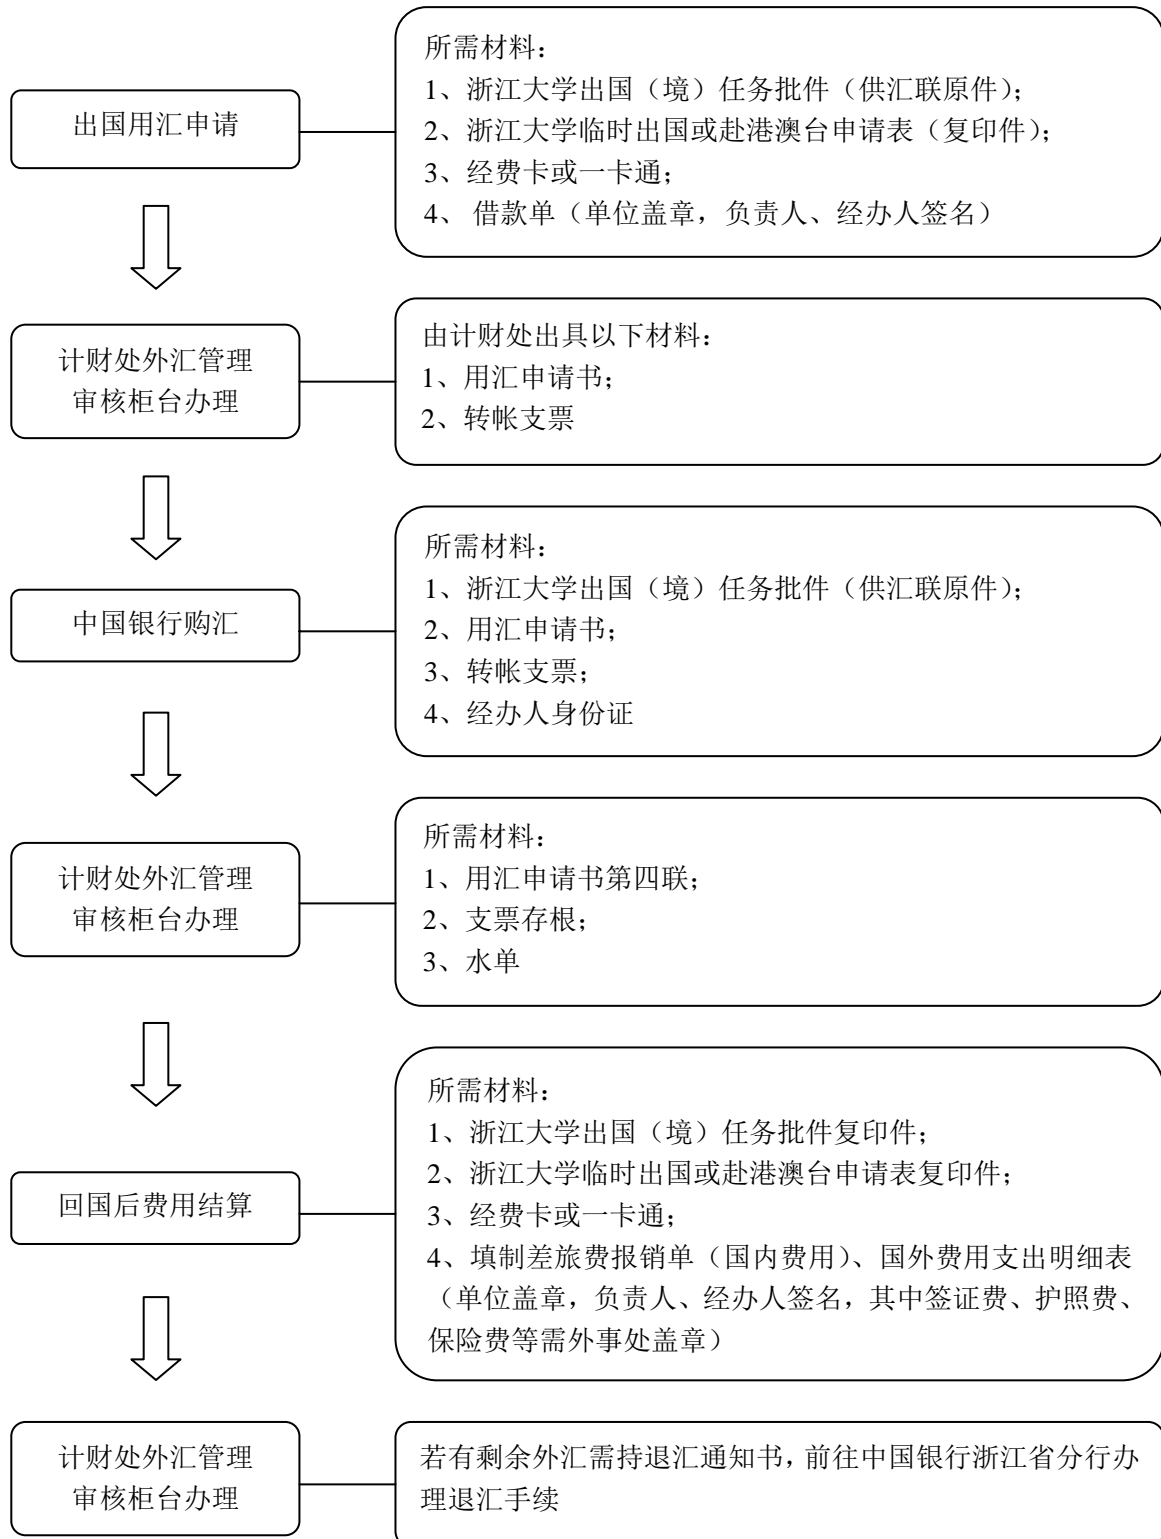 出国用汇申请
所需材料：
1、浙江大学出国（境）任务批件（供汇联原件）；
2、浙江大学临时出国或赴港澳台申请表（复印件）；
3、经费卡或一卡通；
4、 借款单（单位盖章，负责人、经办人签名）
计财处外汇管理
审核柜台办理
由计财处出具以下材料：
1、用汇申请书；
2、转帐支票
中国银行购汇
所需材料：
1、浙江大学出国（境）任务批件（供汇联原件）；
2、用汇申请书；
3、转帐支票；
4、经办人身份证
计财处外汇管理
审核柜台办理
所需材料：
1、用汇申请书第四联；
2、支票存根；
3、水单
回国后费用结算
所需材料：
1、浙江大学出国（境）任务批件复印件；
2、浙江大学临时出国或赴港澳台申请表复印件；
3、经费卡或一卡通；
4、填制差旅费报销单（国内费用）、国外费用支出明细表
（单位盖章，负责人、经办人签名，其中签证费、护照费、
保险费等需外事处盖章）
计财处外汇管理
审核柜台办理
若有剩余外汇需持退汇通知书，前往中国银行浙江省分行办
理退汇手续